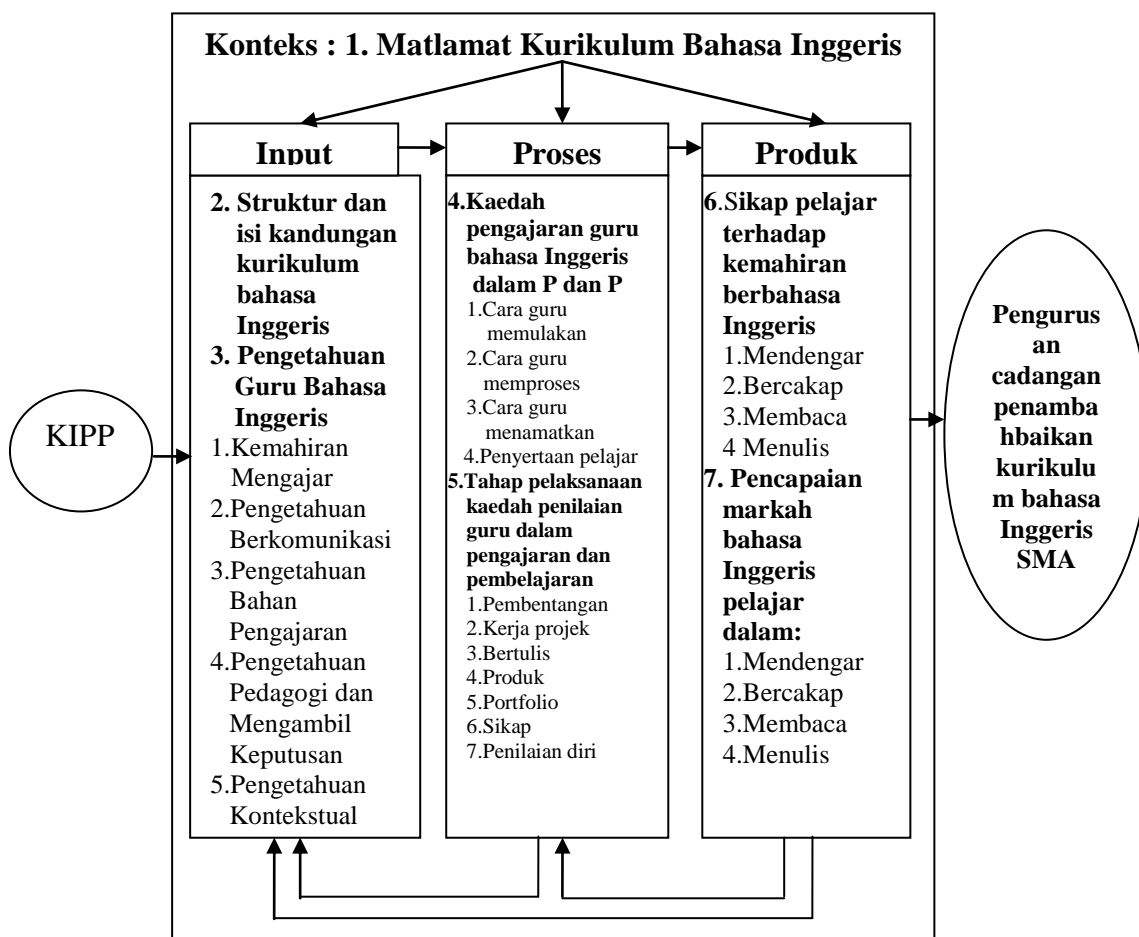 Konteks : 1. Matlamat Kurikulum Bahasa Inggeris
KIPP
Input
2. Struktur dan
isi kandungan
kurikulum
bahasa
Inggeris
3. Pengetahuan
Guru Bahasa
Inggeris
1.Kemahiran
Mengajar
2.Pengetahuan
Berkomunikasi
3.Pengetahuan
Bahan
Pengajaran
4.Pengetahuan
Pedagogi dan
Mengambil
Keputusan
5.Pengetahuan
Kontekstual
Proses
4.Kaedah
pengajaran guru
bahasa Inggeris
dalam P dan P
1.Cara guru
memulakan
2.Cara guru
memproses
3.Cara guru
menamatkan
4.Penyertaan pelajar
5.Tahap pelaksanaan
kaedah penilaian
guru dalam
pengajaran dan
pembelajaran
1.Pembentangan
2.Kerja projek
3.Bertulis
4.Produk
5.Portfolio
6.Sikap
7.Penilaian diri
Produk
6.Sikap pelajar
terhadap
kemahiran
berbahasa
Inggeris
1.Mendengar
2.Bercakap
3.Membaca
4 Menulis
7. Pencapaian
markah
bahasa
Inggeris
pelajar
dalam:
1.Mendengar
2.Bercakap
3.Membaca
4.Menulis
Pengurus
an
cadangan
penamba
hbaikan
kurikulu
m bahasa
Inggeris
SMA